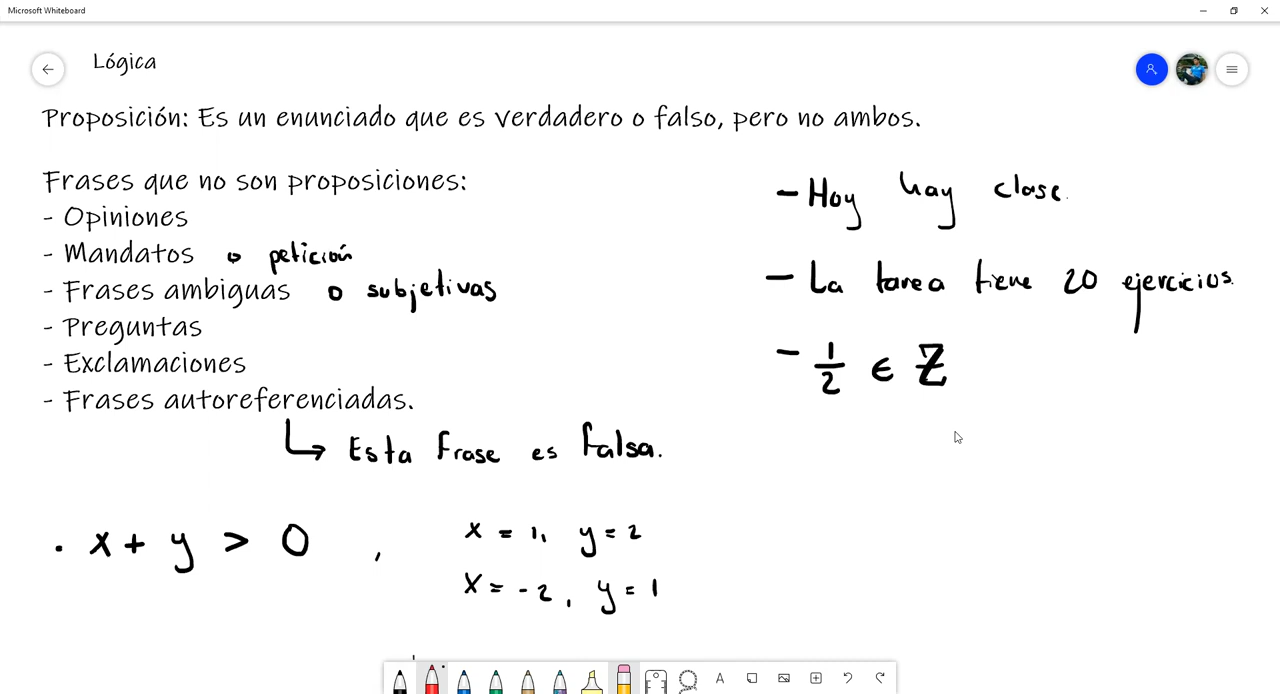 Microsoft Whiteboard
Lógica
Proposición: Es un enunciado que es verdadero o falso, pero no ambos.
Frases que no son proposiciones:
- Opiniones
- Mandatos o petición
- Frases ambiguas o subjetivas
- Preguntas
- Exclamaciones
- Frases autoreferenciadas.
↳ Esta frase es falsa.
. x + y > 0 ,
x = 1, y = 2
x = -2, y = 1
- Hoy hay clase.
- La tarea tiene 20 ejercicios.
- 1/2 ∈ ℤ
A